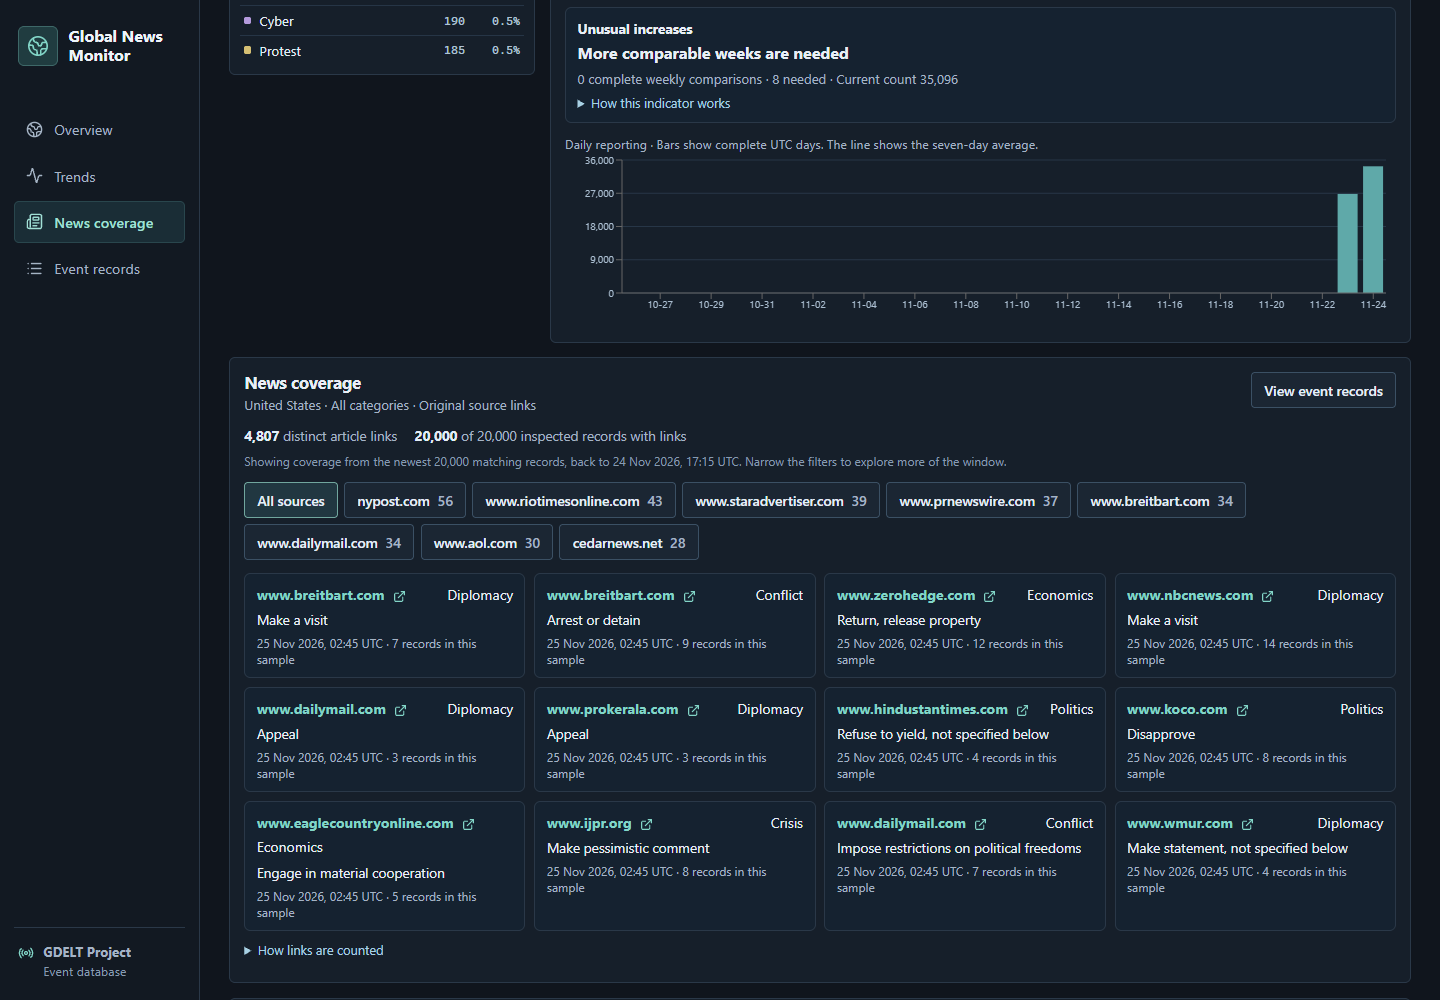 Global News
Monitor
Overview
Trends
News coverage
Event records
GDELT Project
Event database
Cyber 190 0.5%
Protest 185 0.5%
Unusual increases
More comparable weeks are needed
0 complete weekly comparisons · 8 needed · Current count 35,096
How this indicator works
Daily reporting · Bars show complete UTC days. The line shows the seven-day average.
36,000
27,000
18,000
9,000
0
10-27 10-29 10-31 11-02 11-04 11-06 11-08 11-10 11-12 11-14 11-16 11-18 11-20 11-22 11-24
News coverage
View event records
United States · All categories · Original source links
4,807 distinct article links 20,000 of 20,000 inspected records with links
Showing coverage from the newest 20,000 matching records, back to 24 Nov 2026, 17:15 UTC. Narrow the filters to explore more of the window.
All sources nypost.com 56 www.riotimesonline.com 43 www.staradvertiser.com 39 www.prnewswire.com 37 www.breitbart.com 34
www.dailymail.com 34 www.aol.com 30 cedarnews.net 28
www.breitbart.com Diplomacy
Make a visit
25 Nov 2026, 02:45 UTC · 7 records in this
sample
www.breitbart.com Conflict
Arrest or detain
25 Nov 2026, 02:45 UTC · 9 records in this
sample
www.zerohedge.com Economics
Return, release property
25 Nov 2026, 02:45 UTC · 12 records in this
sample
www.nbcnews.com Diplomacy
Make a visit
25 Nov 2026, 02:45 UTC · 14 records in this
sample
www.dailymail.com Diplomacy
Appeal
25 Nov 2026, 02:45 UTC · 3 records in this
sample
www.prokerala.com Diplomacy
Appeal
25 Nov 2026, 02:45 UTC · 3 records in this
sample
www.hindustantimes.com Politics
Refuse to yield, not specified below
25 Nov 2026, 02:45 UTC · 4 records in this
sample
www.koco.com Politics
Disapprove
25 Nov 2026, 02:45 UTC · 8 records in this
sample
www.eaglecountryonline.com
Economics
Engage in material cooperation
25 Nov 2026, 02:45 UTC · 5 records in this
sample
www.ijpr.org Crisis
Make pessimistic comment
25 Nov 2026, 02:45 UTC · 8 records in this
sample
www.dailymail.com Conflict
Impose restrictions on political freedoms
25 Nov 2026, 02:45 UTC · 7 records in this
sample
www.wmur.com Diplomacy
Make statement, not specified below
25 Nov 2026, 02:45 UTC · 4 records in this
sample
How links are counted